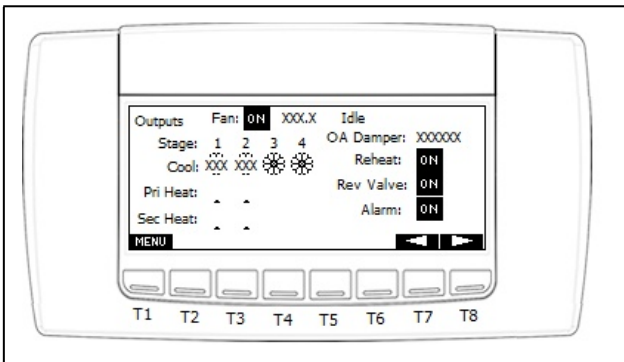 Outputs Fan: ON XXX.X Idle
Stage: 1 2 3 4 OA Damper: XXXXXX
Cool: XXX XXX Reheat: ON
Pri Heat: Rev Valve: ON
Sec Heat: Alarm: ON
MENU
T1 T2 T3 T4 T5 T6 T7 T8